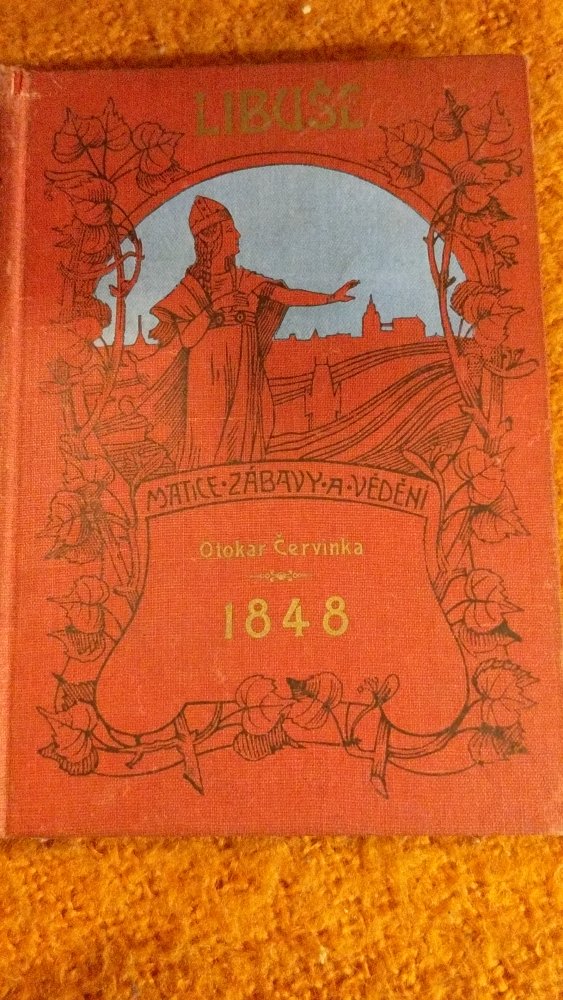 LIBUŠE
MATICE·ZÁBAVY·A·VĚDĚNÍ
Otokar Červinka
1848